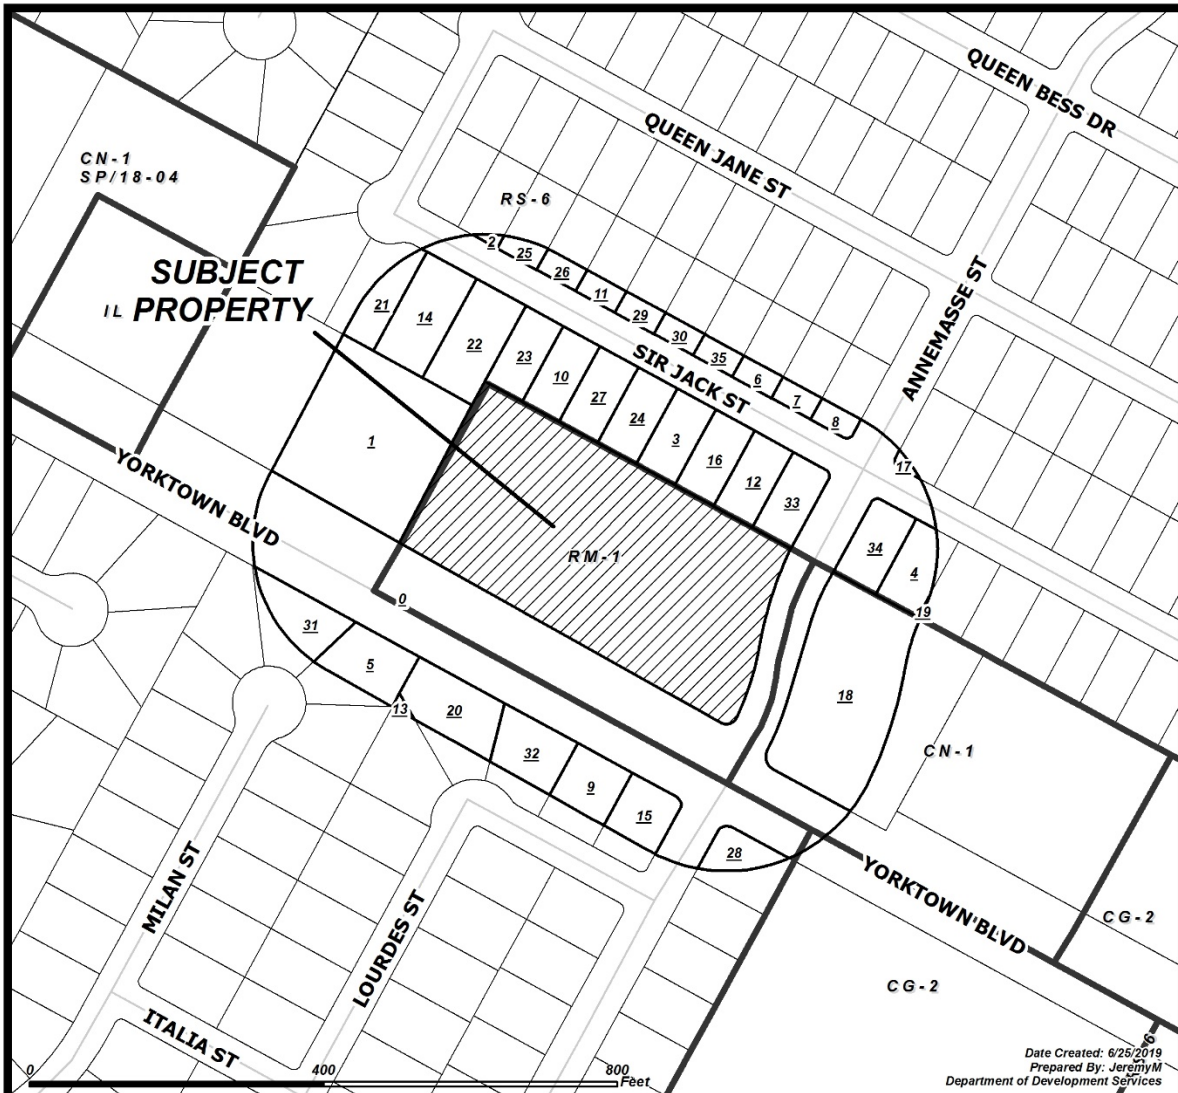 QUEEN BESS DR
QUEEN JANE ST
CN-1
SP/18-04
RS-6
SUBJECT
PROPERTY
IL
ANNEMASSE ST
SIR JACK ST
2
25
26
11
29
30
35
6
7
8
17
21
14
22
23
10
27
24
3
16
12
33
34
4
19
1
YORKTOWN BLVD
RM-1
0
31
5
13
20
32
9
15
28
18
CN-1
YORKTOWN BLVD
CG-2
CG-2
MILAN ST
LOURDES ST
ITALIA ST
0
400
800
Feet
Date Created: 6/25/2019
Prepared By: JeremyM
Department of Development Services